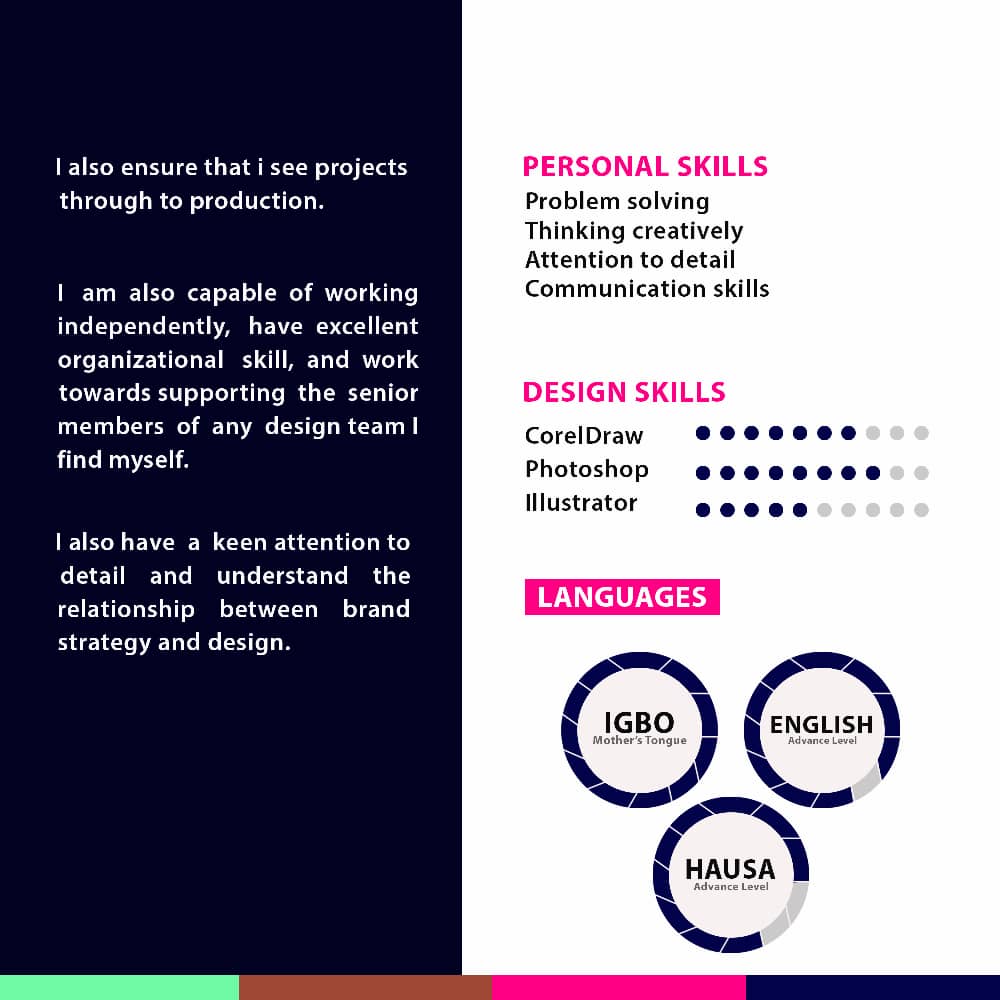 I also ensure that i see projects
through to production.
I am also capable of working
independently, have excellent
organizational skill, and work
towards supporting the senior
members of any design team I
find myself.
I also have a keen attention to
detail and understand the
relationship between brand
strategy and design.
PERSONAL SKILLS
Problem solving
Thinking creatively
Attention to detail
Communication skills
DESIGN SKILLS
CorelDraw
Photoshop
Illustrator
LANGUAGES
IGBO
Mother's Tongue
ENGLISH
Advance Level
HAUSA
Advance Level